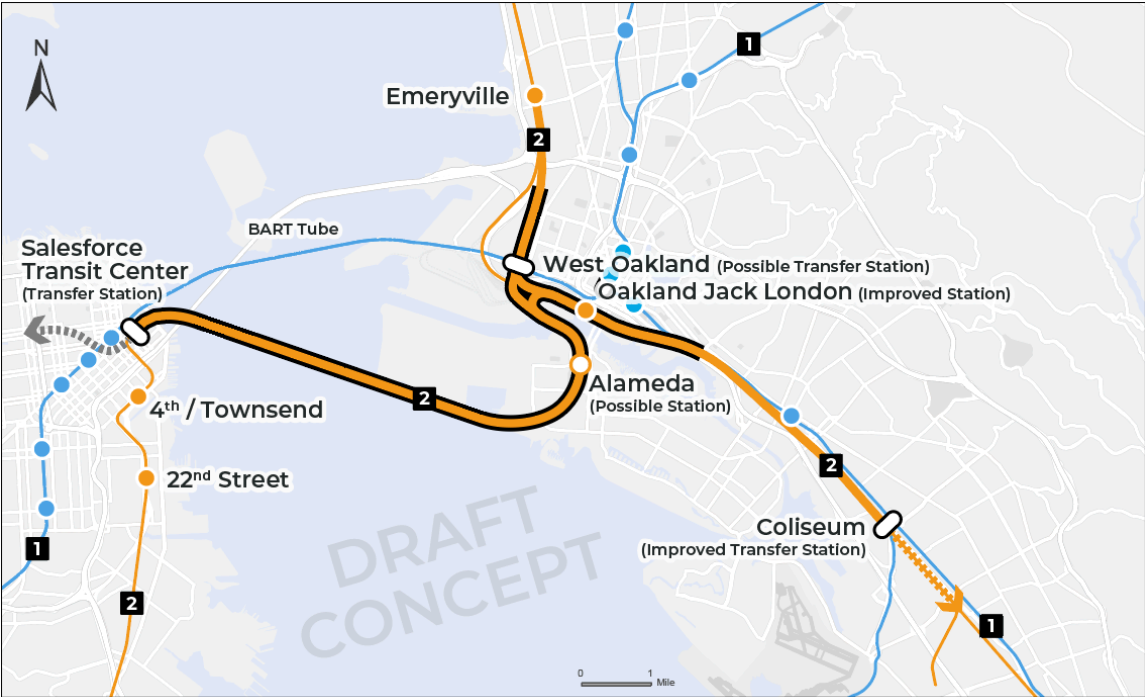 N
1
Emeryville
2
BART Tube
Salesforce
Transit Center
(Transfer Station)
West Oakland (Possible Transfer Station)
Oakland Jack London (Improved Station)
Alameda
(Possible Station)
2
4th / Townsend
22nd Street
2
Coliseum
(Improved Transfer Station)
DRAFT
CONCEPT
1
2
1
0 1
Mile